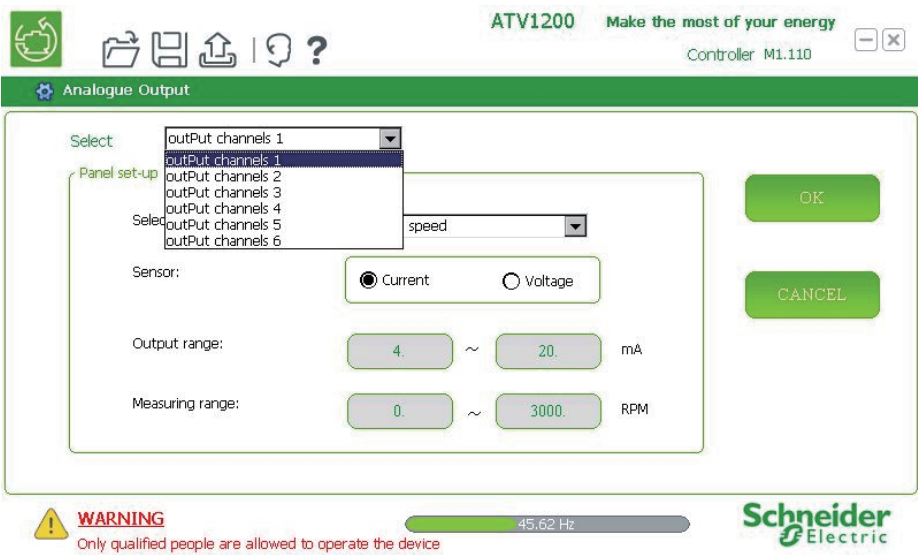 ATV1200 Make the most of your energy
?
Controller M1.110
Analogue Output
Select outPut channels 1
outPut channels 1
outPut channels 2
outPut channels 3
outPut channels 4
outPut channels 5
outPut channels 6
Panel set-up
Selec speed
Sensor: Current Voltage
Output range: 4. ~ 20. mA
Measuring range: 0. ~ 3000. RPM
OK
CANCEL
WARNING
Only qualified people are allowed to operate the device
45.62 Hz
Schneider
Electric